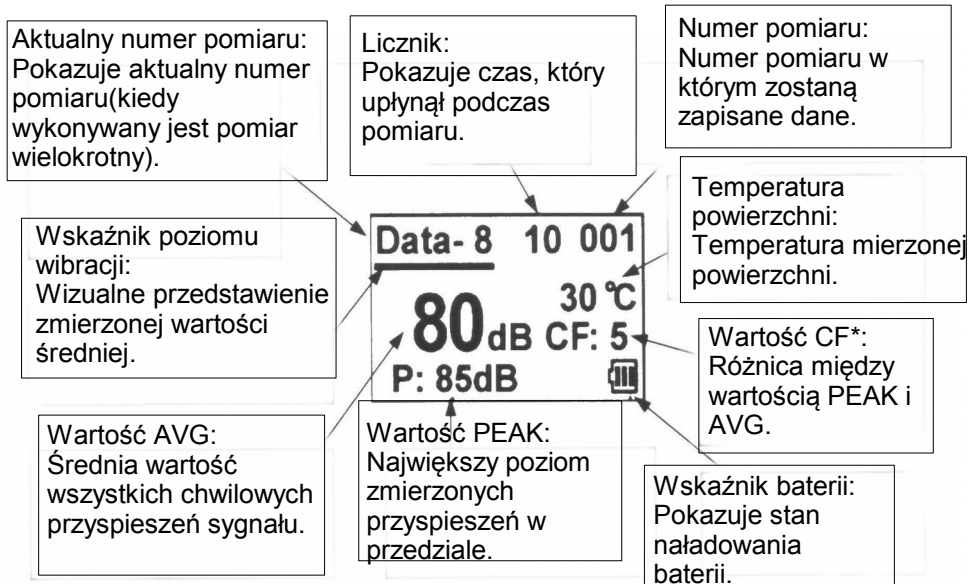 Aktualny numer pomiaru:
Pokazuje aktualny numer
pomiaru(kiedy
wykonywany jest pomiar
wielokrotny).
Licznik:
Pokazuje czas, który
upłynął podczas
pomiaru.
Numer pomiaru:
Numer pomiaru w
którym zostaną
zapisane dane.
Wskaźnik poziomu
wibracji:
Wizualne przedstawienie
zmierzonej wartości
średniej.
Data- 8 10 001
30 °C
80dB CF: 5
P: 85dB
Temperatura
powierzchni:
Temperatura mierzonej
powierzchni.
Wartość CF*:
Różnica między
wartością PEAK i
AVG.
Wartość AVG:
Średnia wartość
wszystkich chwilowych
przyspieszeń sygnału.
Wartość PEAK:
Największy poziom
zmierzonych
przyspieszeń w
przedziale.
Wskaźnik baterii:
Pokazuje stan
naładowania
baterii.